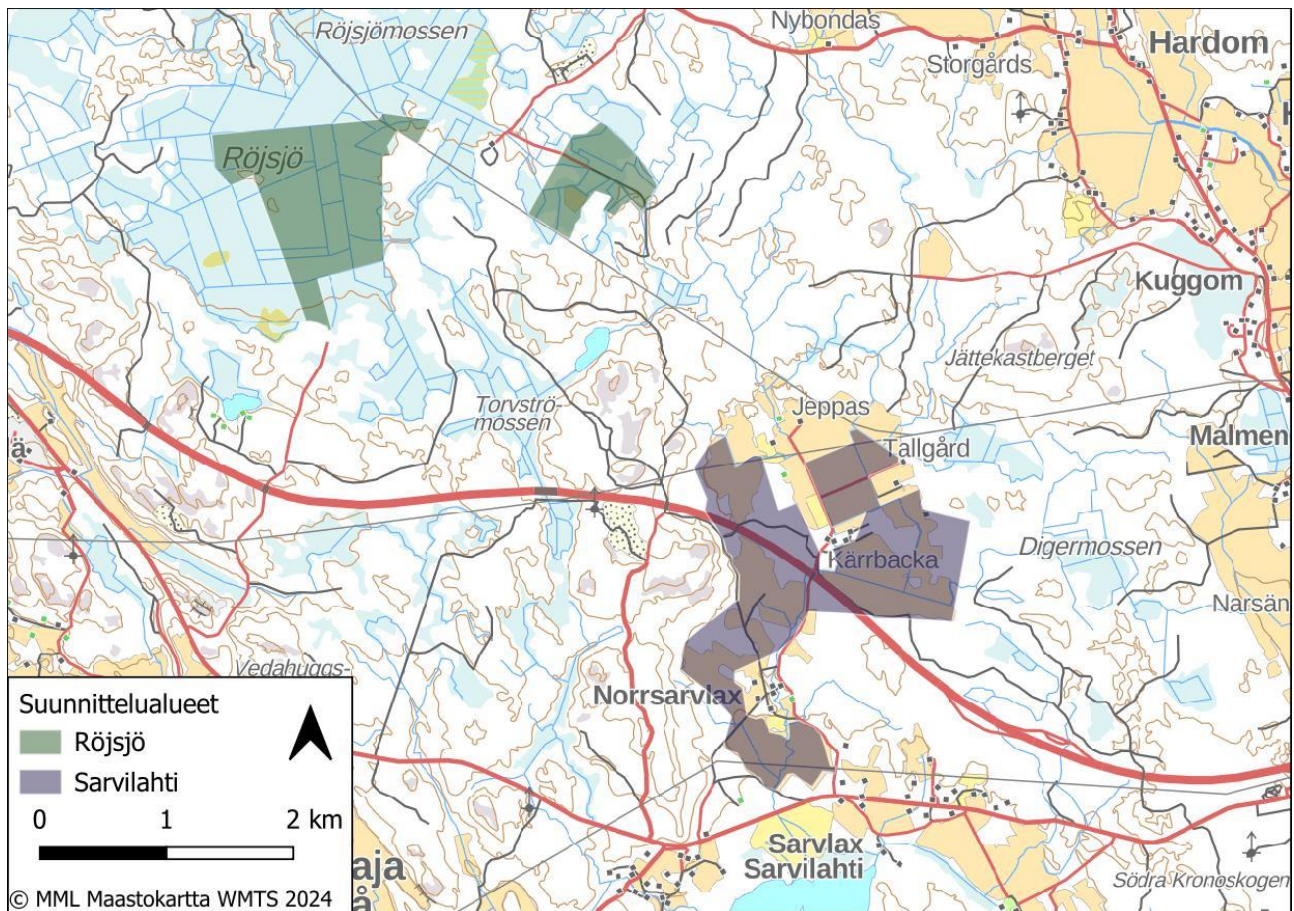 Röjsjömossen
Nybondas
Hardom
Storgårds
Röjsjö
Kuggom
Jättekastberget
Torvströ-
mossen
Jeppas
Tallgård
Malmen
ä
Kärrbacka
Digermossen
Narsän
Vedahuggs-
Norrsarvlax
Suunnittelualueet
Röjsjö
Sarvilahti
0 1 2 km
Sarvlax
Sarvilahti
aja
å
Södra Kronoskogen
© MML Maastokartta WMTS 2024